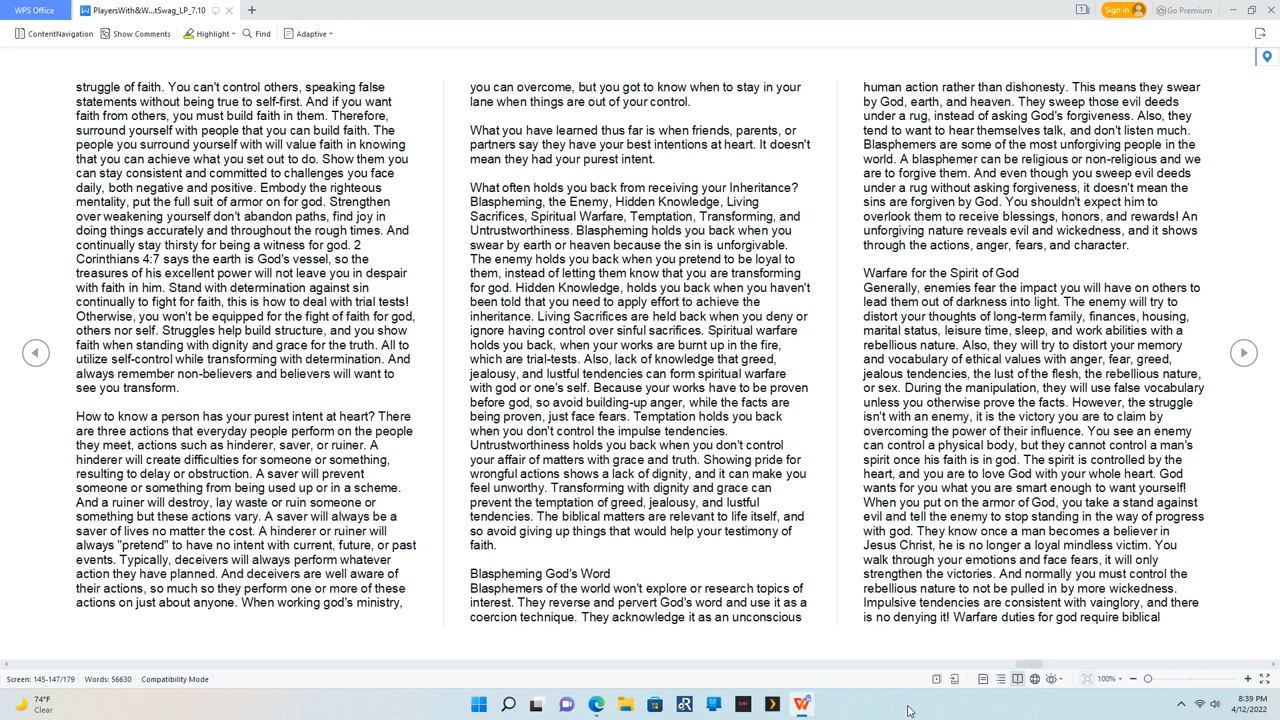 WPS Office
PlayersWith&W...tSwag_LP_7.10
Sign in
Go Premium
ContentNavigation
Show Comments
Highlight
Find
Adaptive
struggle of faith. You can't control others, speaking false
statements without being true to self-first. And if you want
faith from others, you must build faith in them. Therefore,
surround yourself with people that you can build faith. The
people you surround yourself with will value faith in knowing
that you can achieve what you set out to do. Show them you
can stay consistent and committed to challenges you face
daily, both negative and positive. Embody the righteous
mentality, put the full suit of armor on for god. Strengthen
over weakening yourself don't abandon paths, find joy in
doing things accurately and throughout the rough times. And
continually stay thirsty for being a witness for god. 2
Corinthians 4:7 says the earth is God's vessel, so the
treasures of his excellent power will not leave you in despair
with faith in him. Stand with determination against sin
continually to fight for faith, this is how to deal with trial tests!
Otherwise, you won't be equipped for the fight of faith for god,
others nor self. Struggles help build structure, and you show
faith when standing with dignity and grace for the truth. All to
utilize self-control while transforming with determination. And
always remember non-believers and believers will want to
see you transform.
How to know a person has your purest intent at heart? There
are three actions that everyday people perform on the people
they meet, actions such as hinderer, saver, or ruiner. A
hinderer will create difficulties for someone or something,
resulting to delay or obstruction. A saver will prevent
someone or something from being used up or in a scheme.
And a ruiner will destroy, lay waste or ruin someone or
something but these actions vary. A saver will always be a
saver of lives no matter the cost. A hinderer or ruiner will
always "pretend" to have no intent with current, future, or past
events. Typically, deceivers will always perform whatever
action they have planned. And deceivers are well aware of
their actions, so much so they perform one or more of these
actions on just about anyone. When working god's ministry,
you can overcome, but you got to know when to stay in your
lane when things are out of your control.
What you have learned thus far is when friends, parents, or
partners say they have your best intentions at heart. It doesn't
mean they had your purest intent.
What often holds you back from receiving your Inheritance?
Blaspheming, the Enemy, Hidden Knowledge, Living
Sacrifices, Spiritual Warfare, Temptation, Transforming, and
Untrustworthiness. Blaspheming holds you back when you
swear by earth or heaven because the sin is unforgivable.
The enemy holds you back when you pretend to be loyal to
them, instead of letting them know that you are transforming
for god. Hidden Knowledge, holds you back when you haven't
been told that you need to apply effort to achieve the
inheritance. Living Sacrifices are held back when you deny or
ignore having control over sinful sacrifices. Spiritual warfare
holds you back, when your works are burnt up in the fire,
which are trial-tests. Also, lack of knowledge that greed,
jealousy, and lustful tendencies can form spiritual warfare
with god or one's self. Because your works have to be proven
before god, so avoid building-up anger, while the facts are
being proven, just face fears. Temptation holds you back
when you don't control the impulse tendencies.
Untrustworthiness holds you back when you don't control
your affair of matters with grace and truth. Showing pride for
wrongful actions shows a lack of dignity, and it can make you
feel unworthy. Transforming with dignity and grace can
prevent the temptation of greed, jealousy, and lustful
tendencies. The biblical matters are relevant to life itself, and
so avoid giving up things that would help your testimony of
faith.
Blaspheming God's Word
Blasphemers of the world won't explore or research topics of
interest. They reverse and pervert God's word and use it as a
coercion technique. They acknowledge it as an unconscious
human action rather than dishonesty. This means they swear
by God, earth, and heaven. They sweep those evil deeds
under a rug, instead of asking God's forgiveness. Also, they
tend to want to hear themselves talk, and don't listen much.
Blasphemers are some of the most unforgiving people in the
world. A blasphemer can be religious or non-religious and we
are to forgive them. And even though you sweep evil deeds
under a rug without asking forgiveness, it doesn't mean the
sins are forgiven by God. You shouldn't expect him to
overlook them to receive blessings, honors, and rewards! An
unforgiving nature reveals evil and wickedness, and it shows
through the actions, anger, fears, and character.
Warfare for the Spirit of God
Generally, enemies fear the impact you will have on others to
lead them out of darkness into light. The enemy will try to
distort your thoughts of long-term family, finances, housing,
marital status, leisure time, sleep, and work abilities with a
rebellious nature. Also, they will try to distort your memory
and vocabulary of ethical values with anger, fear, greed,
jealous tendencies, the lust of the flesh, the rebellious nature,
or sex. During the manipulation, they will use false vocabulary
unless you otherwise prove the facts. However, the struggle
isn't with an enemy, it is the victory you are to claim by
overcoming the power of their influence. You see an enemy
can control a physical body, but they cannot control a man's
spirit once his faith is in god. The spirit is controlled by the
heart, and you are to love God with your whole heart. God
wants for you what you are smart enough to want yourself!
When you put on the armor of God, you take a stand against
evil and tell the enemy to stop standing in the way of progress
with god. They know once a man becomes a believer in
Jesus Christ, he is no longer a loyal mindless victim. You
walk through your emotions and face fears, it will only
strengthen the victories. And normally you must control the
rebellious nature to not be pulled in by more wickedness.
Impulsive tendencies are consistent with vainglory, and there
is no denying it! Warfare duties for god require biblical
Screen: 145-147/179
Words: 56630
Compatibility Mode
100%
74°F
Clear
8:39 PM
4/12/2022